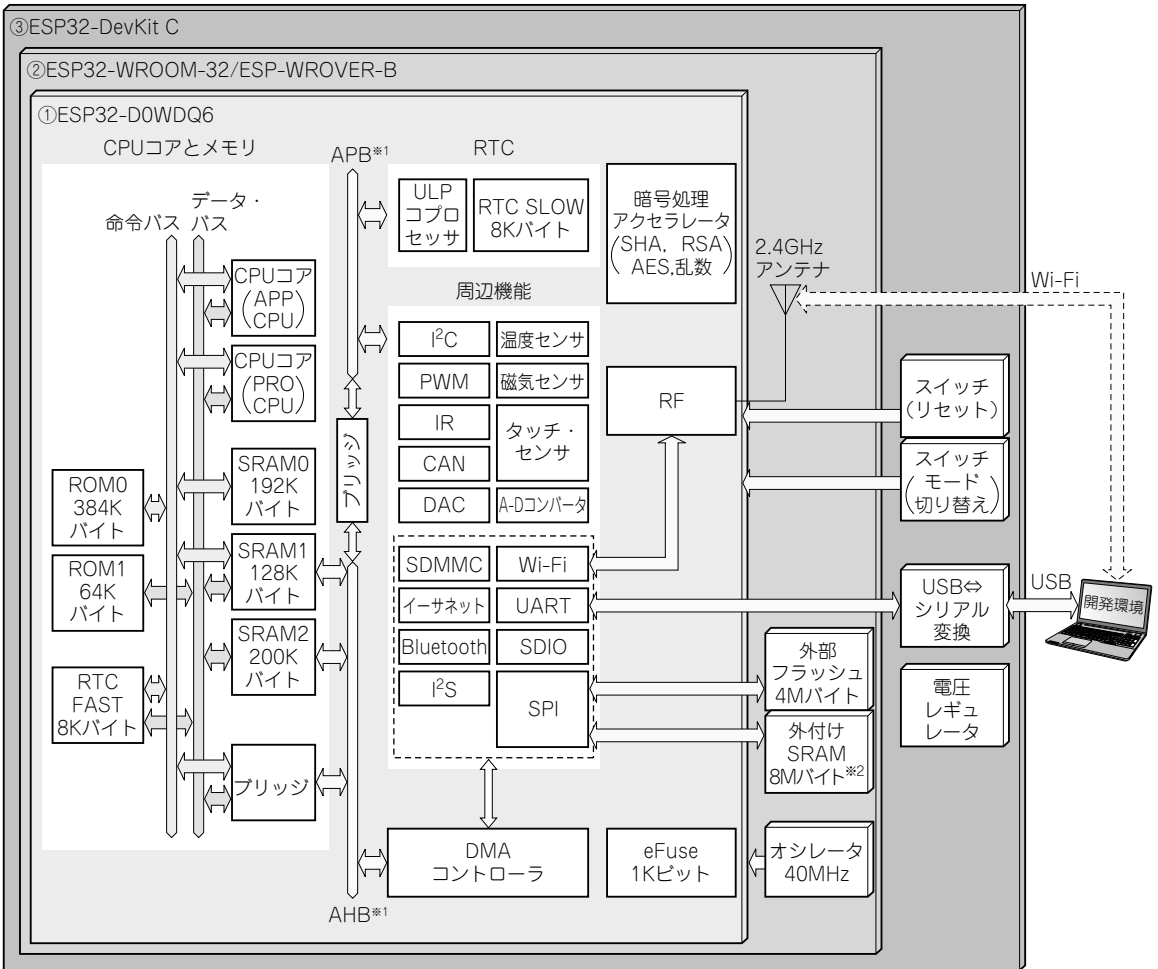 ③ESP32-DevKit C
②ESP32-WROOM-32/ESP-WROVER-B
①ESP32-D0WDQ6
CPUコアとメモリ
命令バス
データ・
バス
CPUコア
(APP
CPU)
CPUコア
(PRO
CPU)
SRAM0
192K
バイト
ROM0
384K
バイト
SRAM1
128K
バイト
ROM1
64K
バイト
SRAM2
200K
バイト
RTC
FAST
8Kバイト
ブリッジ
APB※1
ブリッジ
AHB※1
RTC
ULP
コプロ
セッサ
RTC SLOW
8Kバイト
周辺機能
I²C
温度センサ
PWM
磁気センサ
IR
タッチ・
センサ
CAN
DAC
A-Dコンバータ
SDMMC
Wi-Fi
イーサネット
UART
Bluetooth
SDIO
I²S
SPI
DMA
コントローラ
暗号処理
アクセラレータ
(SHA, RSA
AES,乱数)
RF
eFuse
1Kビット
2.4GHz
アンテナ
外部
フラッシュ
4Mバイト
外付け
SRAM
8Mバイト※2
オシレータ
40MHz
スイッチ
(リセット)
スイッチ
(モード
切り替え)
USB⇔
シリアル
変換
電圧
レギュ
レータ
Wi-Fi
USB
開発環境